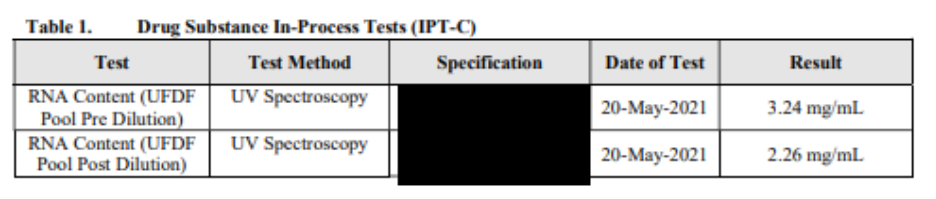 Table 1. Drug Substance In-Process Tests (IPT-C)
Test Test Method Specification Date of Test Result
RNA Content (UFDF UV Spectroscopy
Pool Pre Dilution) 20-May-2021 3.24 mg/mL
RNA Content (UFDF UV Spectroscopy
Pool Post Dilution) 20-May-2021 2.26 mg/mL